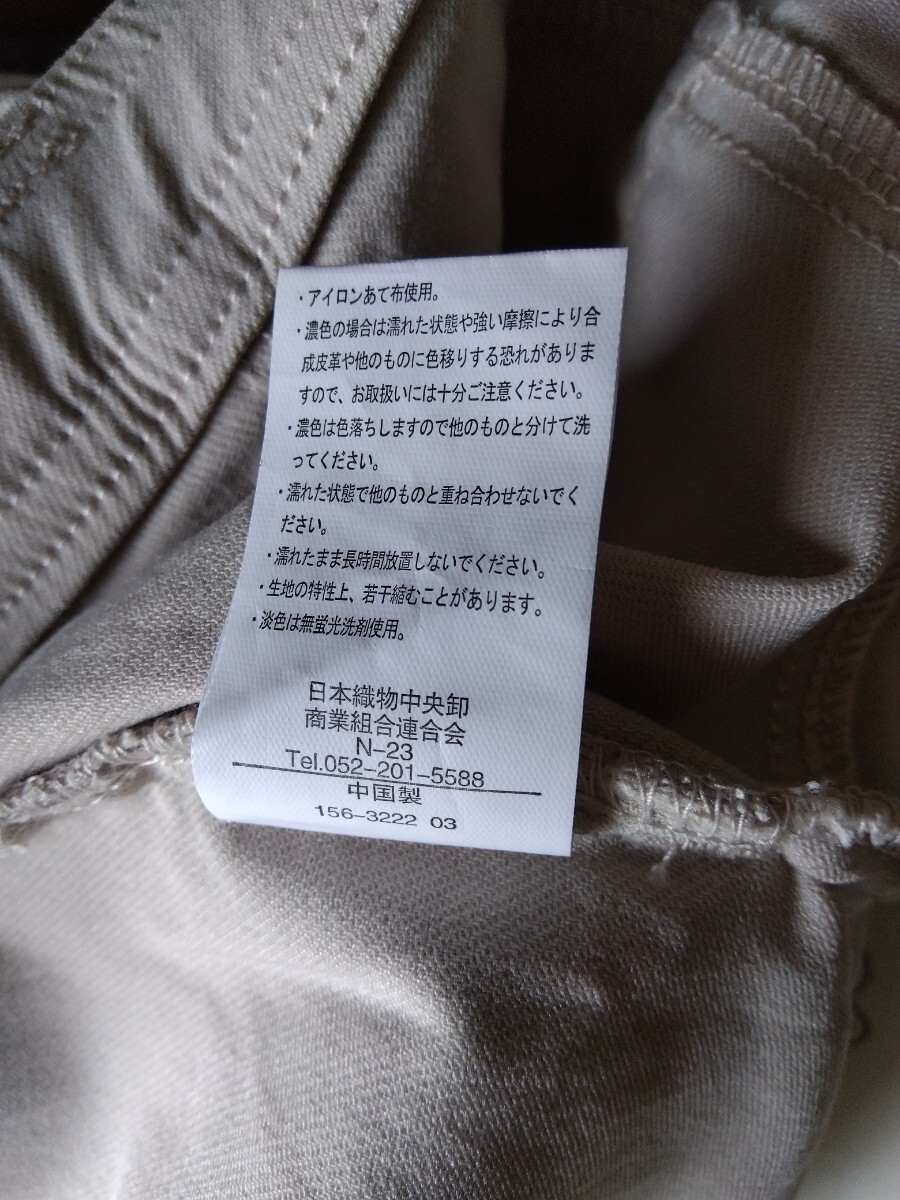 ・アイロンあて布使用。
・濃色の場合は濡れた状態や強い摩擦により合
成皮革や他のものに色移りする恐れがありま
すので、お取扱いには十分ご注意ください。
・濃色は色落ちしますので他のものと分けて洗
ってください。
・濡れた状態で他のものと重ね合わせないでく
ださい。
・濡れたまま長時間放置しないでください。
・生地の特性上、若干縮むことがあります。
・淡色は無蛍光洗剤使用。
日本織物中央卸
商業組合連合会
N-23
Tel.052-201-5588
中国製
156-3222 03